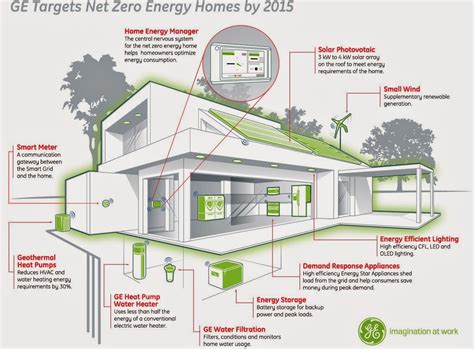 GE Targets Net Zero Energy Homes by 2015
Home Energy Manager
The central nervous system
for the net zero energy home
helps homeowners optimize
energy consumption.
Solar Photovotaic
3 kW to 4 kW solar array
on the roof to meet energy
requirements of the home.
Small Wind
Supplementary renewable
generation.
Smart Meter
A communication
gateway between
the Smart Grid
and the home.
Geothermal
Heat Pumps
Reduces HVAC and
water heating energy
requirements by 30%.
GE Heat Pump
Water Heater
Uses less than half the
energy of a conventional
electric water heater.
GE Water Filtration
Filters, conditions and monitors
home water usage.
Energy Storage
Battery storage for backup
power and peak loads.
Demand Response Appliances
High efficiency Energy Star Appliances shed
load from the grid and help consumers save
money during peak demand.
Energy Efficient Lighting
High efficiency CFL, LED and
OLED lighting.
GE
imagination at work